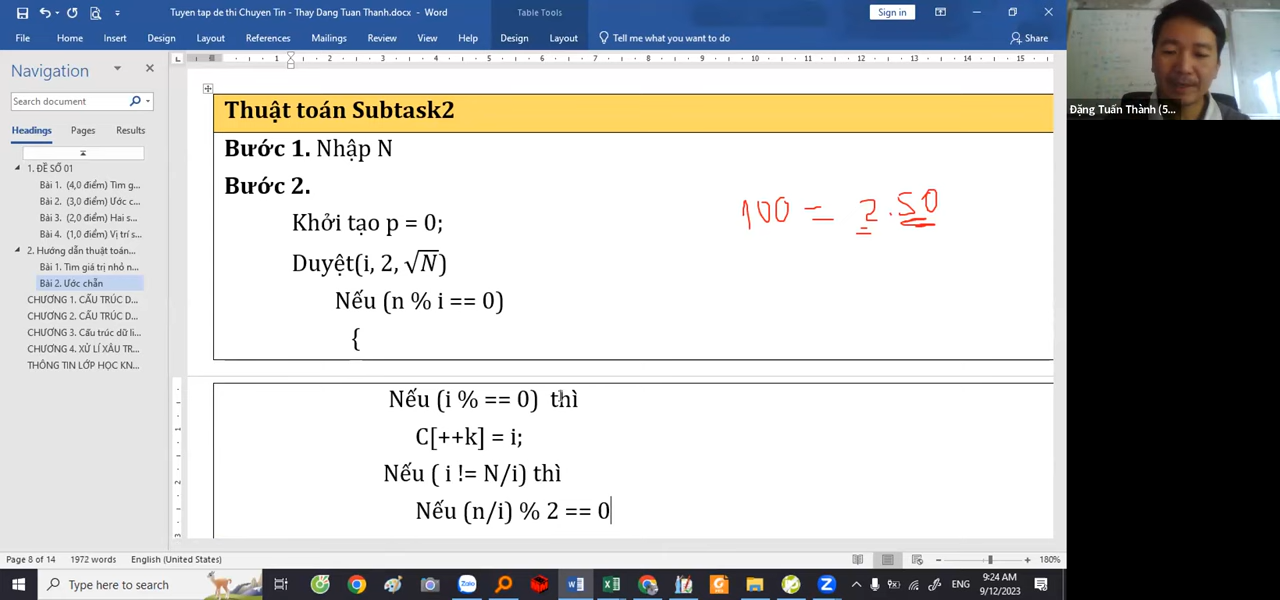 Tuyen tap de thi Chuyen Tin - Thay Dang Tuan Thanh.docx - Word
Table Tools
Sign in
File Home Insert Design Layout References Mailings Review View Help Design Layout Tell me what you want to do Share
Navigation
Search document
Headings Pages Results
1. ĐỀ SỐ 01
Bài 1. (4,0 điểm) Tìm g...
Bài 2. (3,0 điểm) Ước c...
Bài 3. (2,0 điểm) Hai s...
Bài 4. (1,0 điểm) Vị trí s...
2. Hướng dẫn thuật toán...
Bài 1. Tìm giá trị nhỏ n...
Bài 2. Ước chẵn
CHƯƠNG 1. CẤU TRÚC D...
CHƯƠNG 2. CẤU TRÚC D...
CHƯƠNG 3. Cấu trúc dữ li...
CHƯƠNG 4. XỬ LÍ XÂU TR...
THÔNG TIN LỚP HỌC KN...
Thuật toán Subtask2
Bước 1. Nhập N
Bước 2.
Khởi tạo p = 0;
100 = 2.50
Duyệt(i, 2, √N)
Nếu (n % i == 0)
{
Nếu (i % == 0) thì
C[++k] = i;
Nếu ( i != N/i) thì
Nếu (n/i) % 2 == 0
Đặng Tuấn Thành (5...
Page 8 of 14 1972 words English (United States)
180%
Type here to search
ENG
9:24 AM
9/12/2023